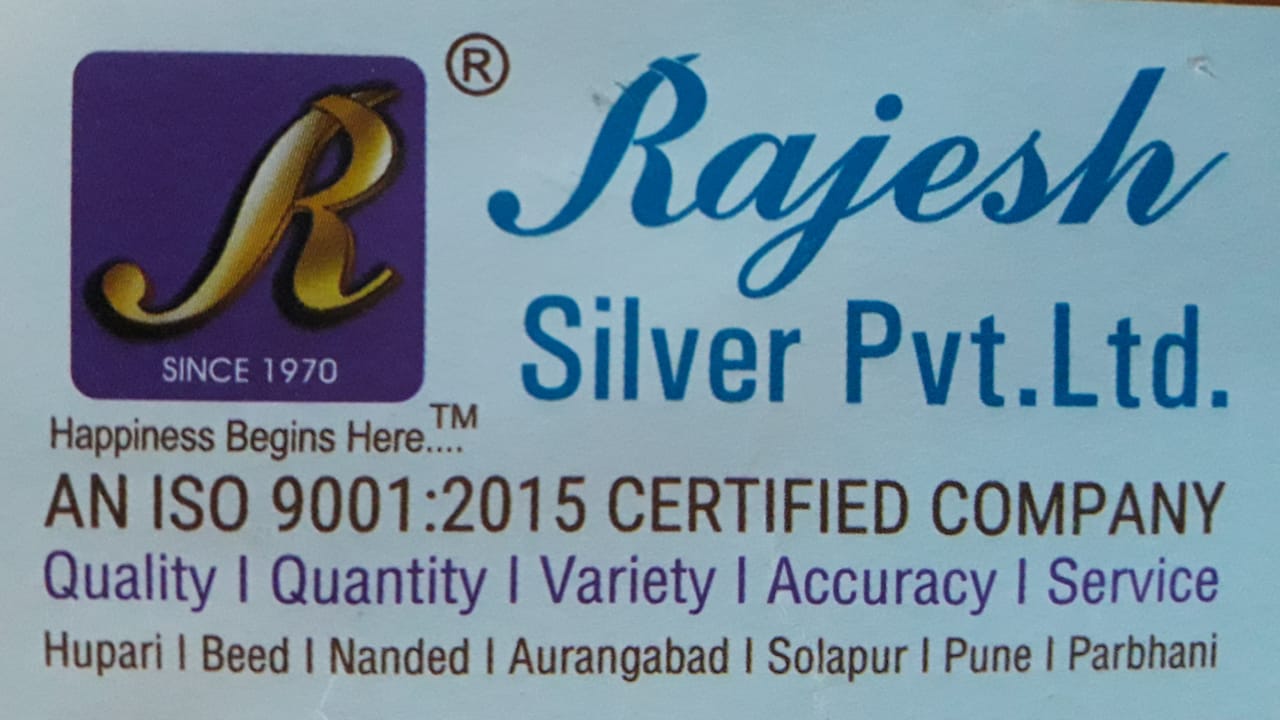 R
SINCE 1970
®
Rajesh
Silver Pvt.Ltd.
Happiness Begins Here....™
AN ISO 9001:2015 CERTIFIED COMPANY
Quality | Quantity | Variety | Accuracy | Service
Hupari | Beed | Nanded | Aurangabad | Solapur | Pune | Parbhani